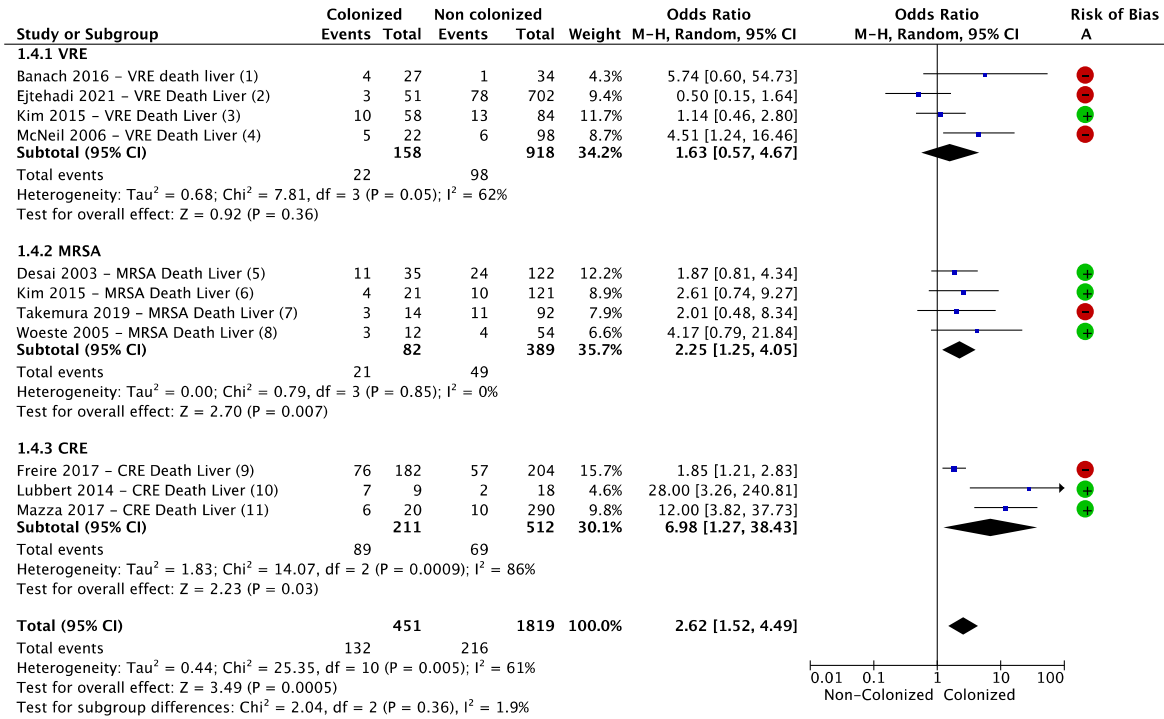 Colonized Non colonized Odds Ratio Odds Ratio Risk of Bias
Study or Subgroup Events Total Events Total Weight M-H, Random, 95% CI M-H, Random, 95% CI A
1.4.1 VRE
Banach 2016 – VRE death liver (1) 4 27 1 34 4.3% 5.74 [0.60, 54.73] –
Ejtehadi 2021 – VRE Death Liver (2) 3 51 78 702 9.4% 0.50 [0.15, 1.64] –
Kim 2015 – VRE Death Liver (3) 10 58 13 84 11.7% 1.14 [0.46, 2.80] +
McNeil 2006 – VRE Death Liver (4) 5 22 6 98 8.7% 4.51 [1.24, 16.46] –
Subtotal (95% CI) 158 918 34.2% 1.63 [0.57, 4.67]
Total events 22 98
Heterogeneity: Tau² = 0.68; Chi² = 7.81, df = 3 (P = 0.05); I² = 62%
Test for overall effect: Z = 0.92 (P = 0.36)
1.4.2 MRSA
Desai 2003 – MRSA Death Liver (5) 11 35 24 122 12.2% 1.87 [0.81, 4.34] +
Kim 2015 – MRSA Death Liver (6) 4 21 10 121 8.9% 2.61 [0.74, 9.27] +
Takemura 2019 – MRSA Death Liver (7) 3 14 11 92 7.9% 2.01 [0.48, 8.34] –
Woeste 2005 – MRSA Death Liver (8) 3 12 4 54 6.6% 4.17 [0.79, 21.84] +
Subtotal (95% CI) 82 389 35.7% 2.25 [1.25, 4.05]
Total events 21 49
Heterogeneity: Tau² = 0.00; Chi² = 0.79, df = 3 (P = 0.85); I² = 0%
Test for overall effect: Z = 2.70 (P = 0.007)
1.4.3 CRE
Freire 2017 – CRE Death Liver (9) 76 182 57 204 15.7% 1.85 [1.21, 2.83] –
Lubbert 2014 – CRE Death Liver (10) 7 9 2 18 4.6% 28.00 [3.26, 240.81] +
Mazza 2017 – CRE Death Liver (11) 6 20 10 290 9.8% 12.00 [3.82, 37.73] +
Subtotal (95% CI) 211 512 30.1% 6.98 [1.27, 38.43]
Total events 89 69
Heterogeneity: Tau² = 1.83; Chi² = 14.07, df = 2 (P = 0.0009); I² = 86%
Test for overall effect: Z = 2.23 (P = 0.03)
Total (95% CI) 451 1819 100.0% 2.62 [1.52, 4.49]
Total events 132 216
Heterogeneity: Tau² = 0.44; Chi² = 25.35, df = 10 (P = 0.005); I² = 61%
Test for overall effect: Z = 3.49 (P = 0.0005)
Test for subgroup differences: Chi² = 2.04, df = 2 (P = 0.36), I² = 1.9%
0.01 0.1 1 10 100
Non-Colonized Colonized